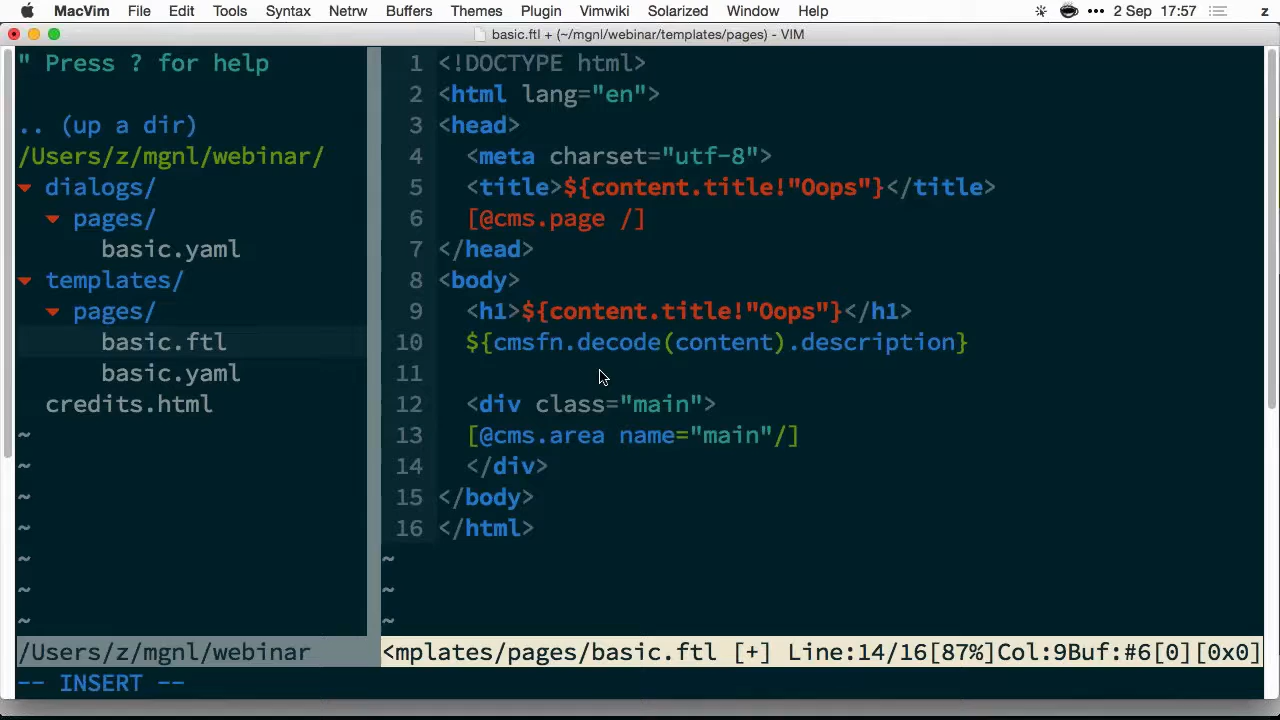 MacVim File Edit Tools Syntax Netrw Buffers Themes Plugin Vimwiki Solarized Window Help 2 Sep 17:57 z
basic.ftl + (~/mgnl/webinar/templates/pages) - VIM
" Press ? for help
.. (up a dir)
/Users/z/mgnl/webinar/
dialogs/
pages/
basic.yaml
templates/
pages/
basic.ftl
basic.yaml
credits.html
~
~
~
~
~
~
~
/Users/z/mgnl/webinar
-- INSERT --
1 <!DOCTYPE html>
2 <html lang="en">
3 <head>
4 <meta charset="utf-8">
5 <title>${content.title!"Oops"}</title>
6 [@cms.page /]
7 </head>
8 <body>
9 <h1>${content.title!"Oops"}</h1>
10 ${cmsfn.decode(content).description}
11
12 <div class="main">
13 [@cms.area name="main"/]
14 </div>
15 </body>
16 </html>
~
~
~
<mplates/pages/basic.ftl [+] Line:14/16[87%]Col:9Buf:#6[0][0x0]